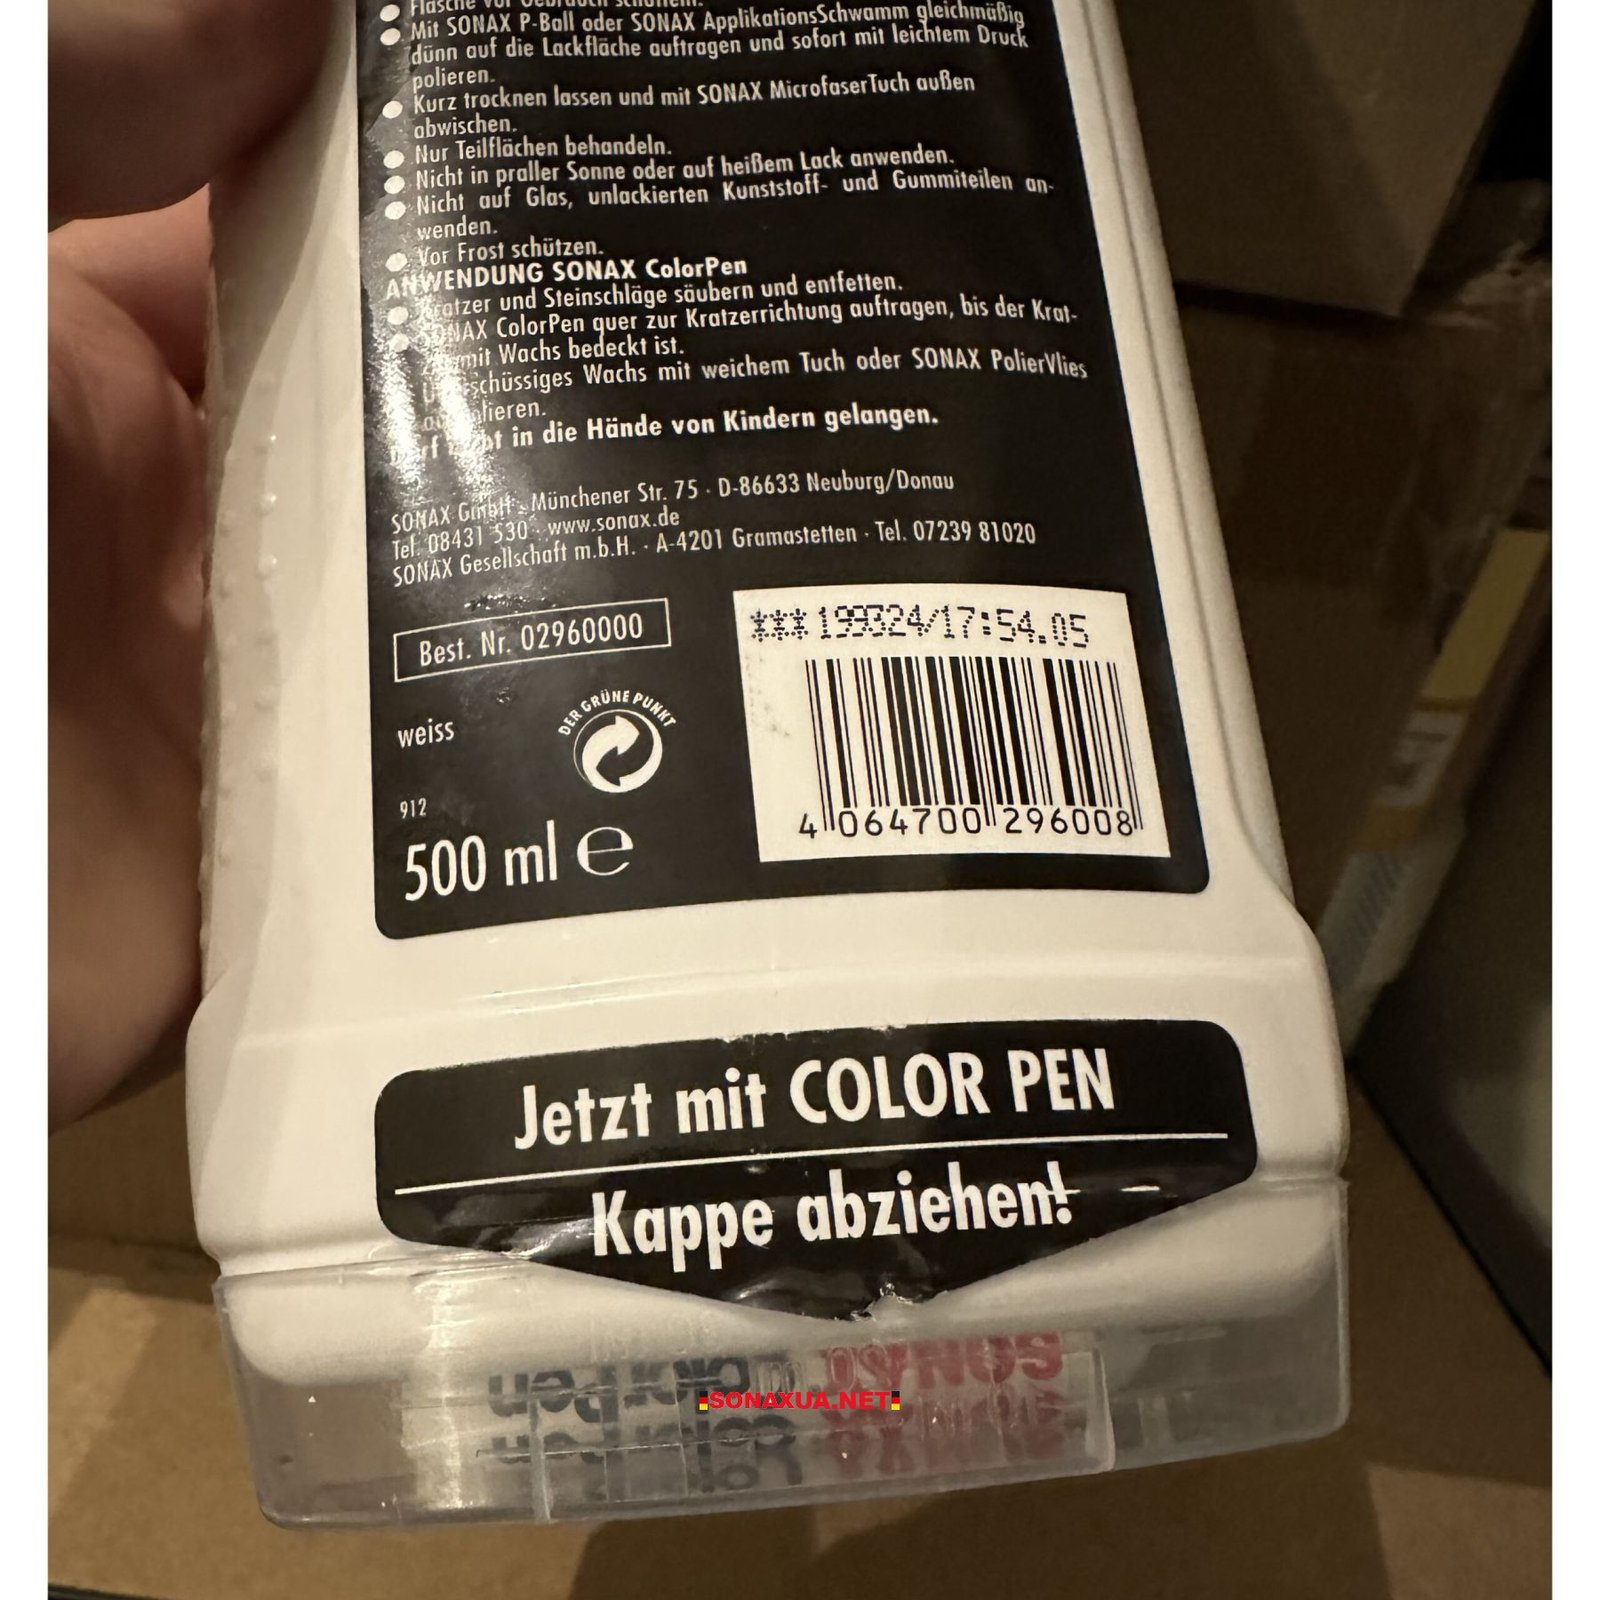 Flasche vor Gebrauch schütteln.
Mit SONAX P-Ball oder SONAX ApplikationsSchwamm gleichmäßig
dünn auf die Lackfläche auftragen und sofort mit leichtem Druck
polieren.
Kurz trocknen lassen und mit SONAX MicrofaserTuch außen
abwischen.
Nur Teilflächen behandeln.
Nicht in praller Sonne oder auf heißem Lack anwenden.
Nicht auf Glas, unlackierten Kunststoff- und Gummiteilen an-
wenden.
Vor Frost schützen.
ANWENDUNG SONAX ColorPen
Kratzer und Steinschläge säubern und entfetten.
SONAX ColorPen quer zur Kratzerrichtung auftragen, bis der Krat-
mit Wachs bedeckt ist.
Überschüssiges Wachs mit weichem Tuch oder SONAX PolierVlies
in die Hände von Kindern gelangen.
SONAX GmbH · Münchener Str. 75 · D-86633 Neuburg/Donau
Tel. 08431 530 · www.sonax.de
SONAX Gesellschaft m.b.H. · A-4201 Gramastetten · Tel. 07239 81020
Best. Nr. 02960000
***199324/17:54.05
DER GRÜNE PUNKT
weiss
912
500 ml ℮
4 064700 296008
Jetzt mit COLOR PEN
Kappe abziehen!
SONAXUA.NET